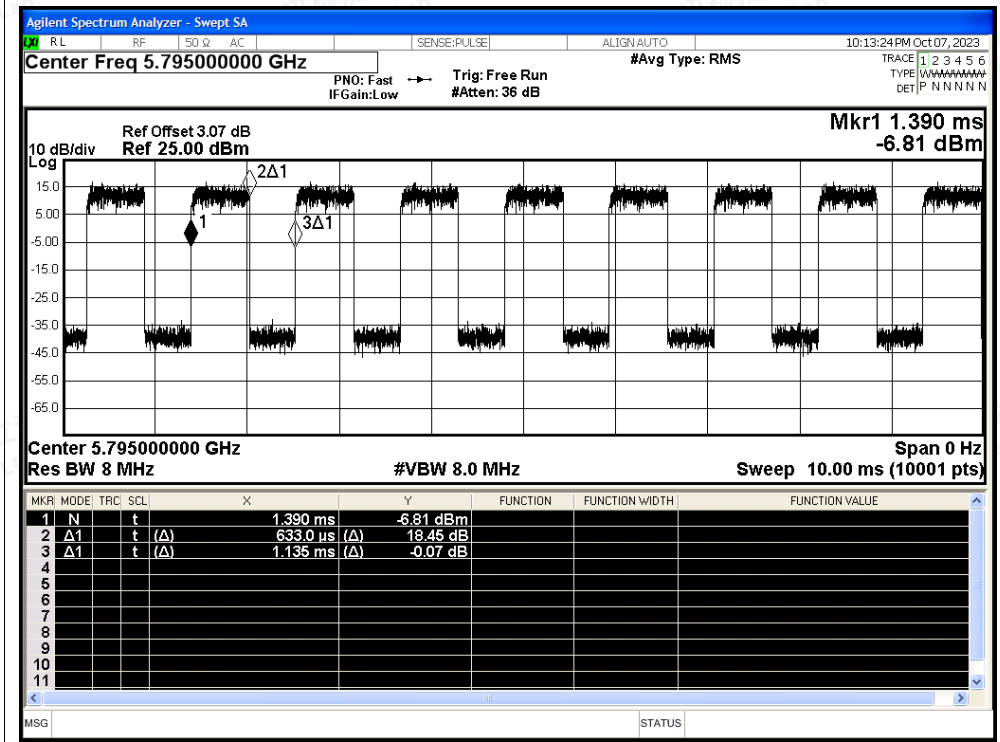 Agilent Spectrum Analyzer - Swept SA
LXI RL RF 50 Ω AC SENSE:PULSE ALIGN AUTO 10:13:24 PM Oct 07, 2023
Center Freq 5.795000000 GHz #Avg Type: RMS TRACE 1 2 3 4 5 6
PNO: Fast Trig: Free Run TYPE W
IFGain:Low #Atten: 36 dB DET P N N N N N
Mkr1 1.390 ms
Ref Offset 3.07 dB
10 dB/div Ref 25.00 dBm -6.81 dBm
Log
2Δ1
15.0
5.00
1 3Δ1
-5.00
-15.0
-25.0
-35.0
-45.0
-55.0
-65.0
Center 5.795000000 GHz Span 0 Hz
Res BW 8 MHz #VBW 8.0 MHz Sweep 10.00 ms (10001 pts)
MKR MODE TRC SCL X Y FUNCTION FUNCTION WIDTH FUNCTION VALUE
1 N t 1.390 ms -6.81 dBm
2 Δ1 t (Δ) 633.0 µs (Δ) 18.45 dB
3 Δ1 t (Δ) 1.135 ms (Δ) -0.07 dB
4
5
6
7
8
9
10
11
MSG STATUS